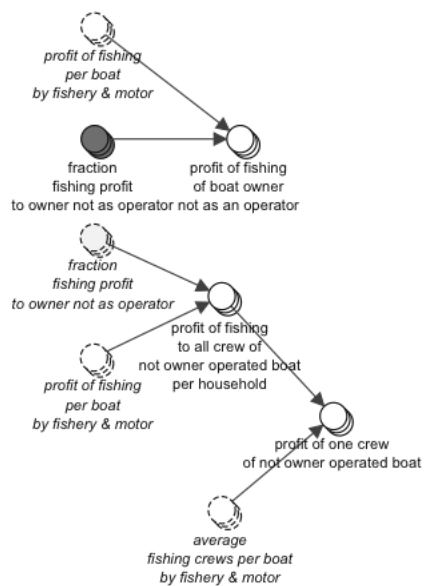 profit of fishing
per boat
by fishery & motor
fraction
fishing profit
to owner not as operator
profit of fishing
of boat owner
not as an operator
fraction
fishing profit
to owner not as operator
profit of fishing
to all crew of
not owner operated boat
per household
profit of fishing
per boat
by fishery & motor
profit of one crew
of not owner operated boat
average
fishing crews per boat
by fishery & motor